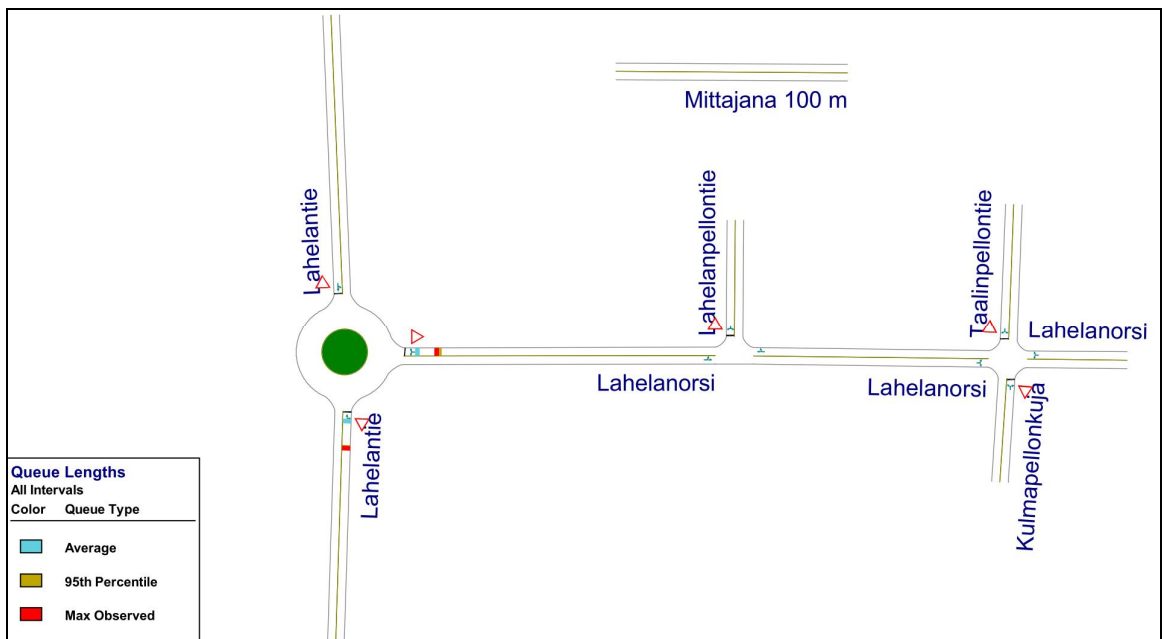 Mittajana 100 m
Lahelantie
Lahelanpellontie
Taalinpellontie
Lahelanorsi
Lahelanorsi
Lahelanorsi
Kulmapellonkuja
Lahelantie
Queue Lengths
All Intervals
Color Queue Type
Average
95th Percentile
Max Observed